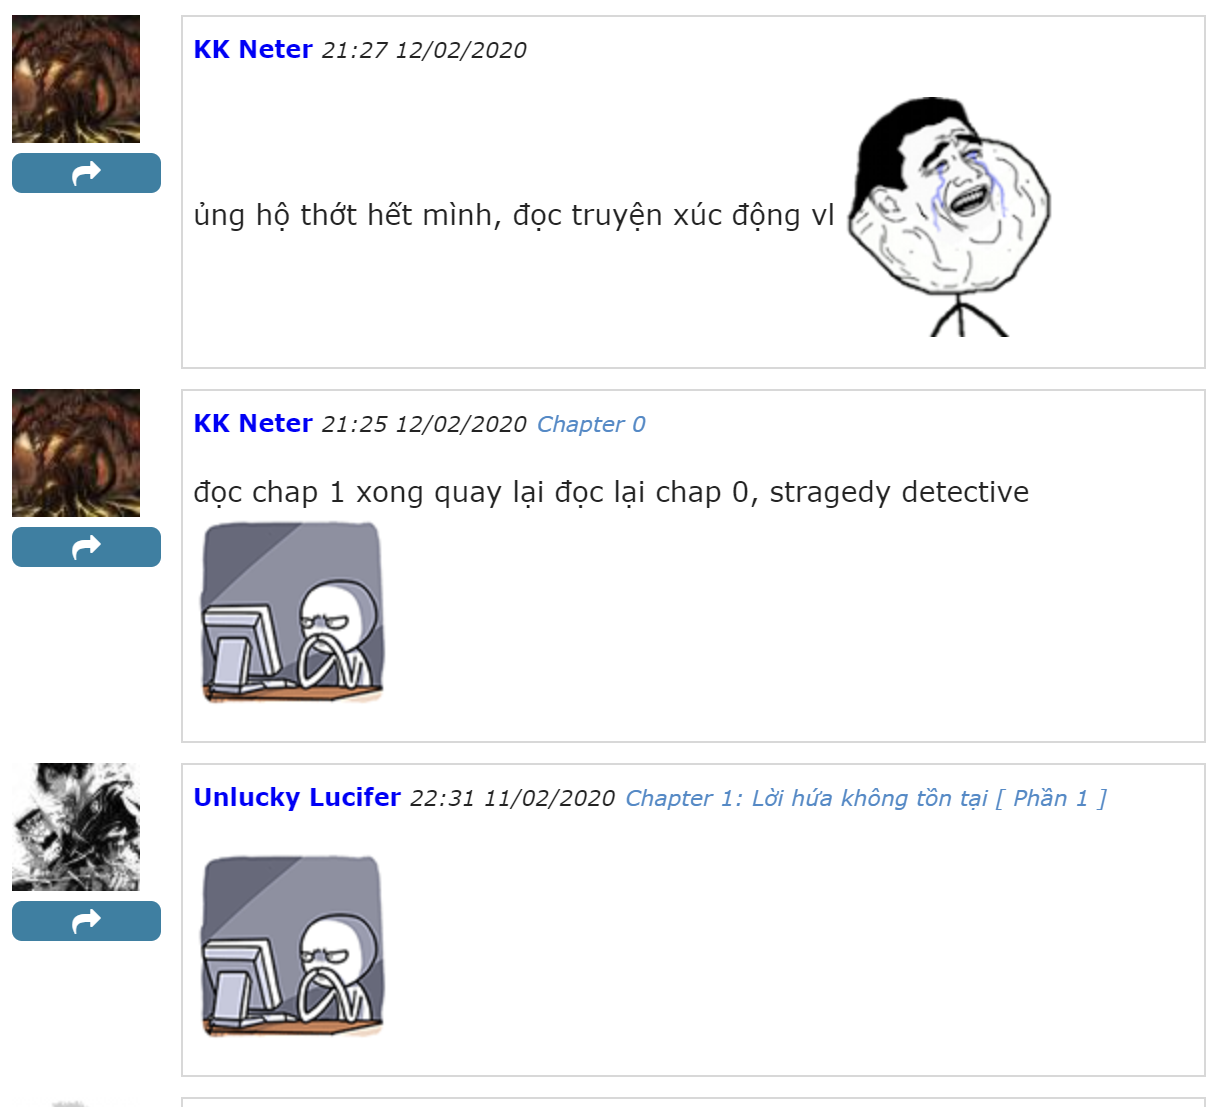 KK Neter 21:27 12/02/2020
ủng hộ thớt hết mình, đọc truyện xúc động vl
KK Neter 21:25 12/02/2020 Chapter 0
đọc chap 1 xong quay lại đọc lại chap 0, stragedy detective
Unlucky Lucifer 22:31 11/02/2020 Chapter 1: Lời hứa không tồn tại [ Phần 1 ]